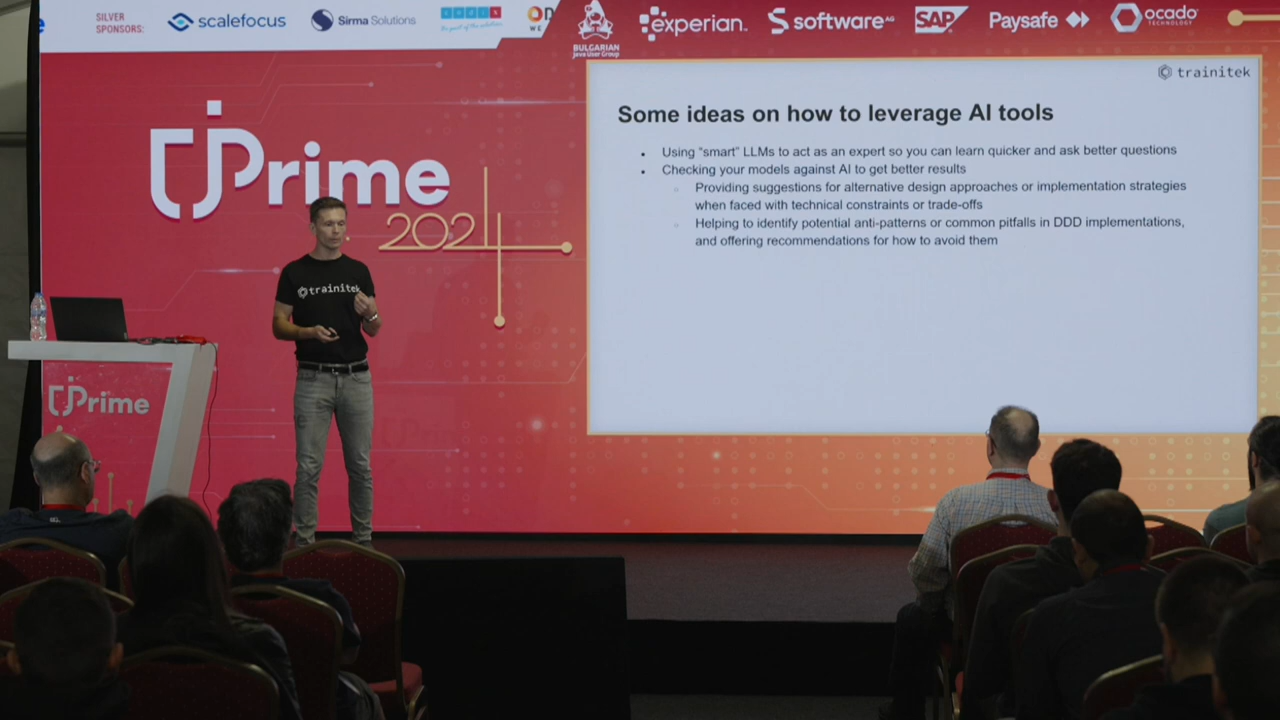 SILVER
SPONSORS:
scalefocus
Sirma Solutions
BULGARIAN
Java User Group
experian.
software AG
SAP
Paysafe
ocado
TECHNOLOGY
trainitek
Some ideas on how to leverage AI tools
• Using "smart" LLMs to act as an expert so you can learn quicker and ask better questions
• Checking your models against AI to get better results
Providing suggestions for alternative design approaches or implementation strategies
when faced with technical constraints or trade-offs
Helping to identify potential anti-patterns or common pitfalls in DDD implementations,
and offering recommendations for how to avoid them
jPrime
2024
trainitek
jPrime